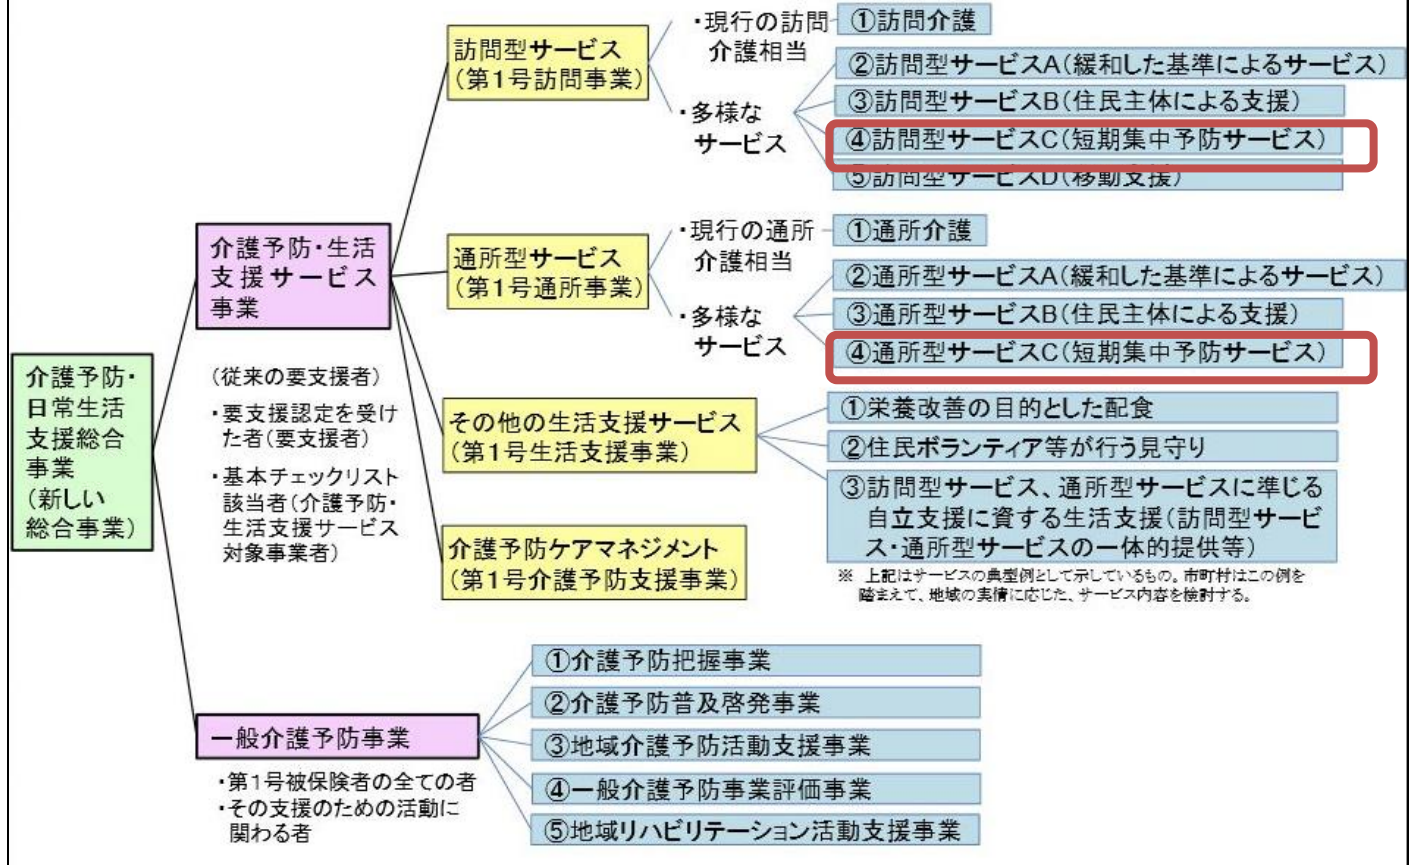 介護予防・
日常生活
支援総合
事業
(新しい
総合事業)
介護予防・生活
支援サービス
事業
(従来の要支援者)
・要支援認定を受け
た者(要支援者)
・基本チェックリスト
該当者(介護予防・
生活支援サービス
対象事業者)
訪問型サービス
(第1号訪問事業)
・現行の訪問
介護相当
①訪問介護
・多様な
サービス
②訪問型サービスA(緩和した基準によるサービス)
③訪問型サービスB(住民主体による支援)
④訪問型サービスC(短期集中予防サービス)
⑤訪問型サービスD(移動支援)
通所型サービス
(第1号通所事業)
・現行の通所
介護相当
①通所介護
・多様な
サービス
②通所型サービスA(緩和した基準によるサービス)
③通所型サービスB(住民主体による支援)
④通所型サービスC(短期集中予防サービス)
その他の生活支援サービス
(第1号生活支援事業)
①栄養改善の目的とした配食
②住民ボランティア等が行う見守り
③訪問型サービス、通所型サービスに準じる
自立支援に資する生活支援(訪問型サービ
ス・通所型サービスの一体的提供等)
※ 上記はサービスの典型例として示しているもの。市町村はこの例を
踏まえて、地域の実情に応じた、サービス内容を検討する。
介護予防ケアマネジメント
(第1号介護予防支援事業)
一般介護予防事業
・第1号被保険者の全ての者
・その支援のための活動に
関わる者
①介護予防把握事業
②介護予防普及啓発事業
③地域介護予防活動支援事業
④一般介護予防事業評価事業
⑤地域リハビリテーション活動支援事業